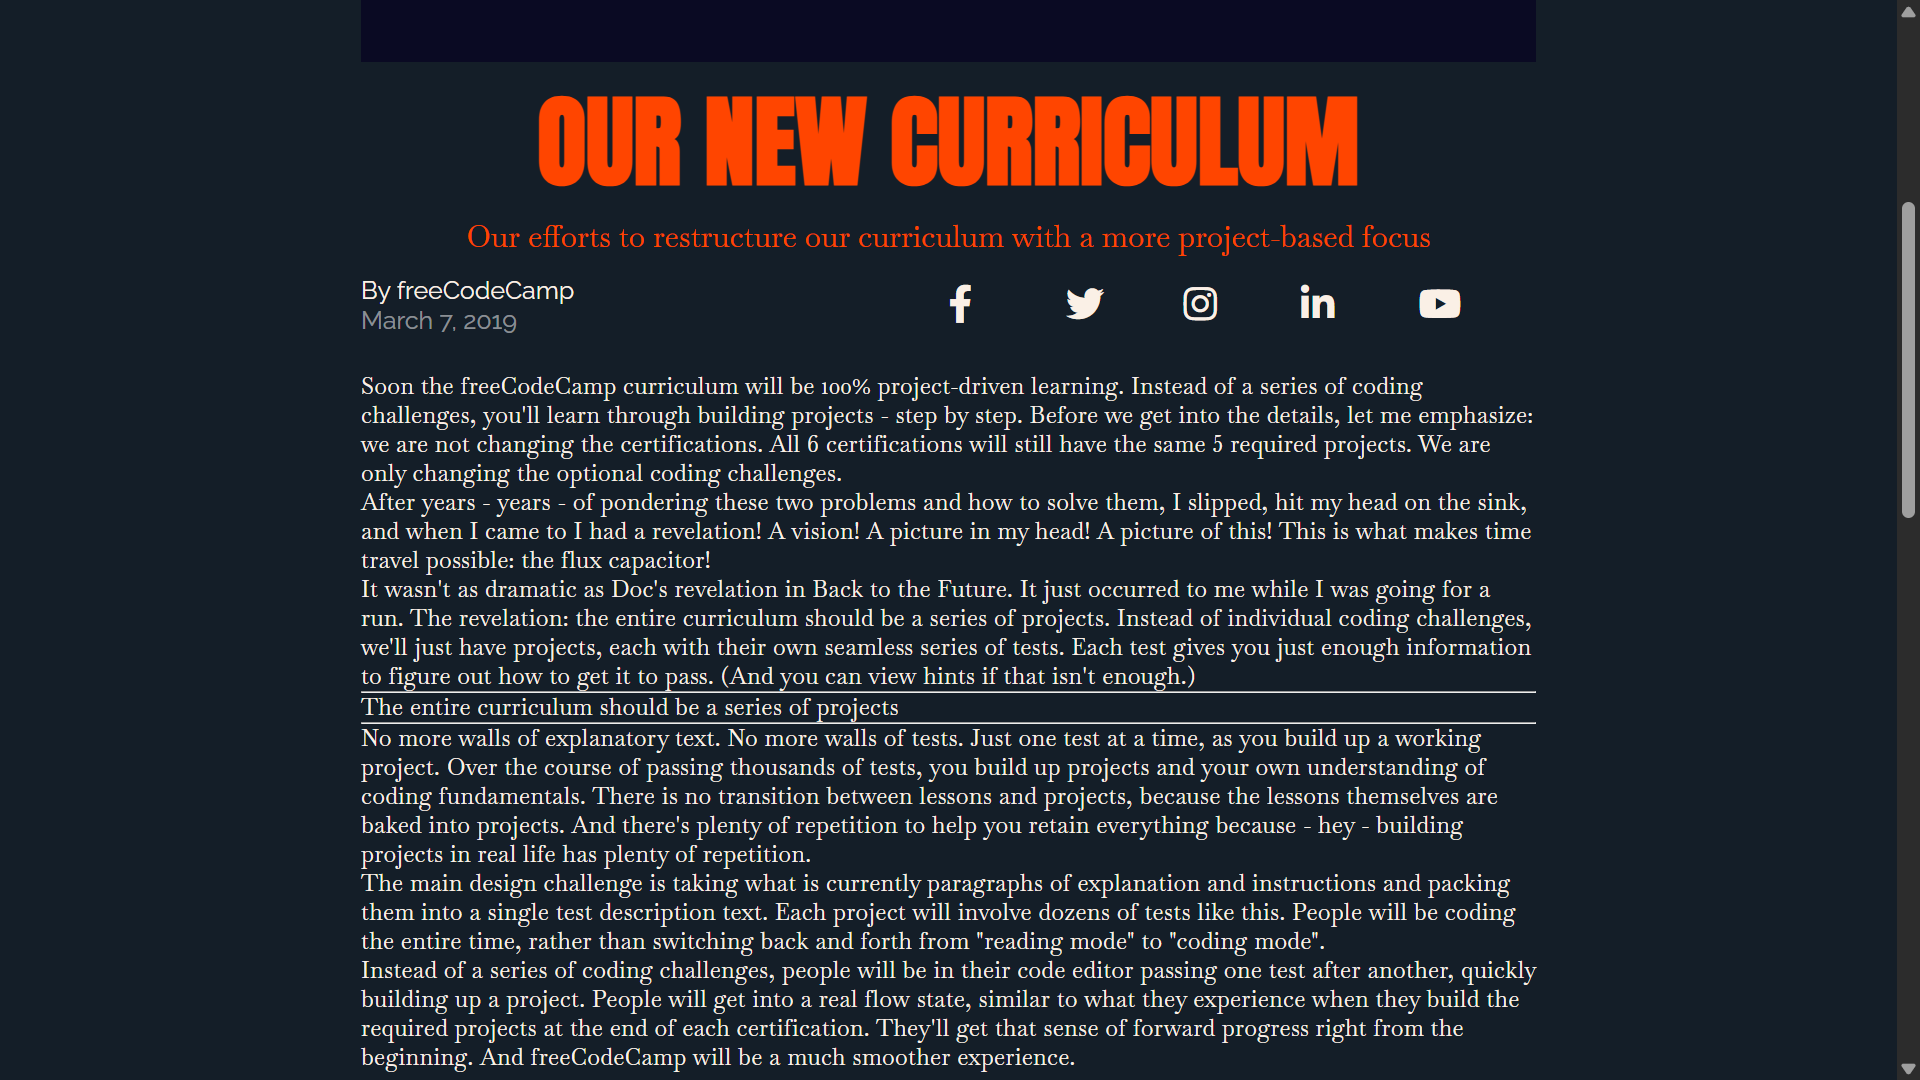 OUR NEW CURRICULUM
Our efforts to restructure our curriculum with a more project-based focus
By freeCodeCamp
March 7, 2019
Soon the freeCodeCamp curriculum will be 100% project-driven learning. Instead of a series of coding
challenges, you'll learn through building projects - step by step. Before we get into the details, let me emphasize:
we are not changing the certifications. All 6 certifications will still have the same 5 required projects. We are
only changing the optional coding challenges.
After years - years - of pondering these two problems and how to solve them, I slipped, hit my head on the sink,
and when I came to I had a revelation! A vision! A picture in my head! A picture of this! This is what makes time
travel possible: the flux capacitor!
It wasn't as dramatic as Doc's revelation in Back to the Future. It just occurred to me while I was going for a
run. The revelation: the entire curriculum should be a series of projects. Instead of individual coding challenges,
we'll just have projects, each with their own seamless series of tests. Each test gives you just enough information
to figure out how to get it to pass. (And you can view hints if that isn't enough.)
The entire curriculum should be a series of projects
No more walls of explanatory text. No more walls of tests. Just one test at a time, as you build up a working
project. Over the course of passing thousands of tests, you build up projects and your own understanding of
coding fundamentals. There is no transition between lessons and projects, because the lessons themselves are
baked into projects. And there's plenty of repetition to help you retain everything because - hey - building
projects in real life has plenty of repetition.
The main design challenge is taking what is currently paragraphs of explanation and instructions and packing
them into a single test description text. Each project will involve dozens of tests like this. People will be coding
the entire time, rather than switching back and forth from "reading mode" to "coding mode".
Instead of a series of coding challenges, people will be in their code editor passing one test after another, quickly
building up a project. People will get into a real flow state, similar to what they experience when they build the
required projects at the end of each certification. They'll get that sense of forward progress right from the
beginning. And freeCodeCamp will be a much smoother experience.